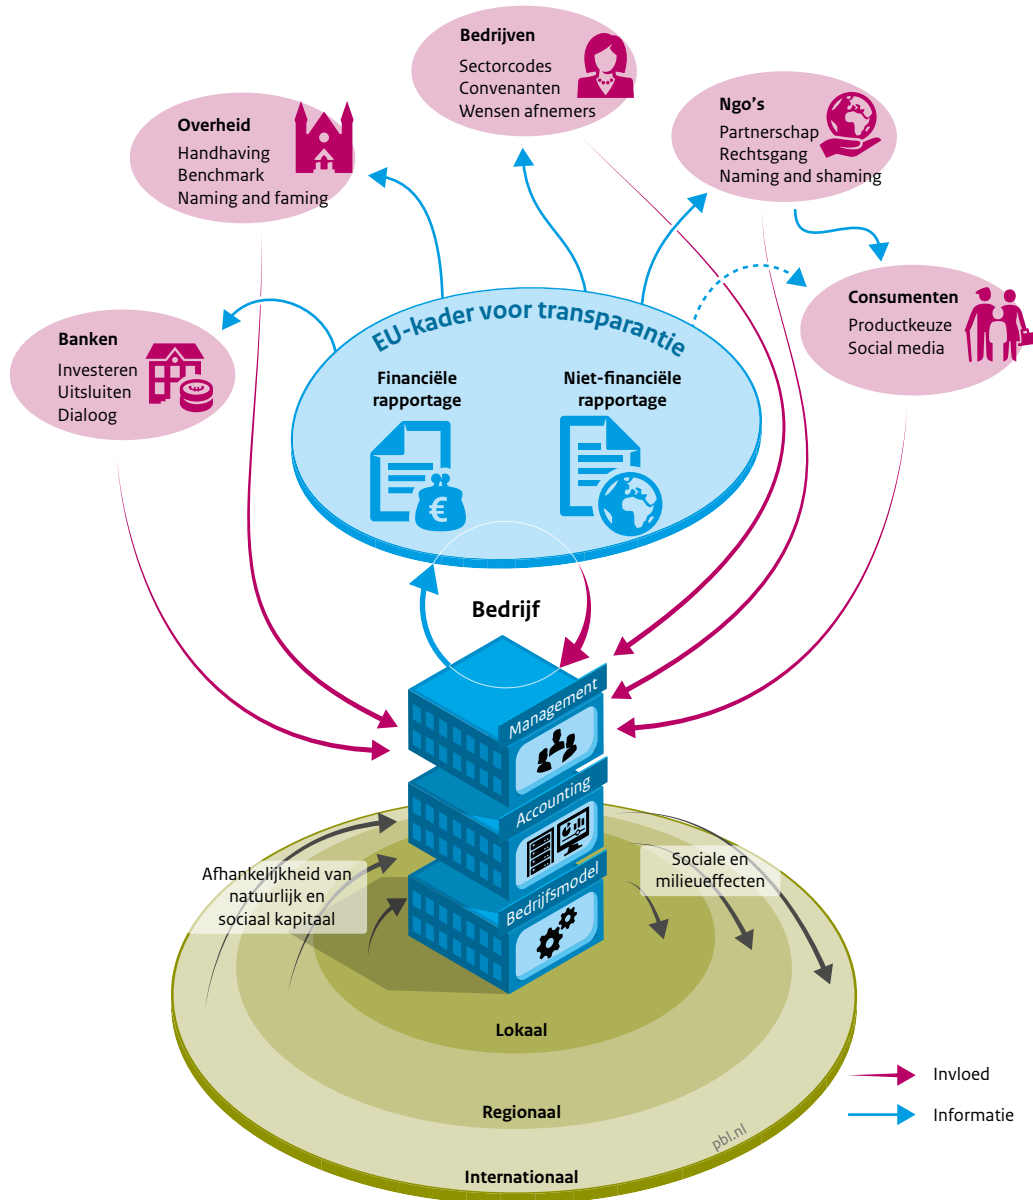 Bedrijven
Sectorcodes
Convenanten
Wensen afnemers
Ngo's
Partnerschap
Rechtsgang
Naming and shaming
Overheid
Handhaving
Benchmark
Naming and faming
Consumenten
Productkeuze
Social media
Banken
Investeren
Uitsluiten
Dialoog
EU-kader voor transparantie
Financiële
rapportage
Niet-financiële
rapportage
€
Bedrijf
Management
Accounting
Bedrijfsmodel
Afhankelijkheid van
natuurlijk en
sociaal kapitaal
Sociale en
milieueffecten
Lokaal
Regionaal
Internationaal
pbl.nl
Invloed
Informatie